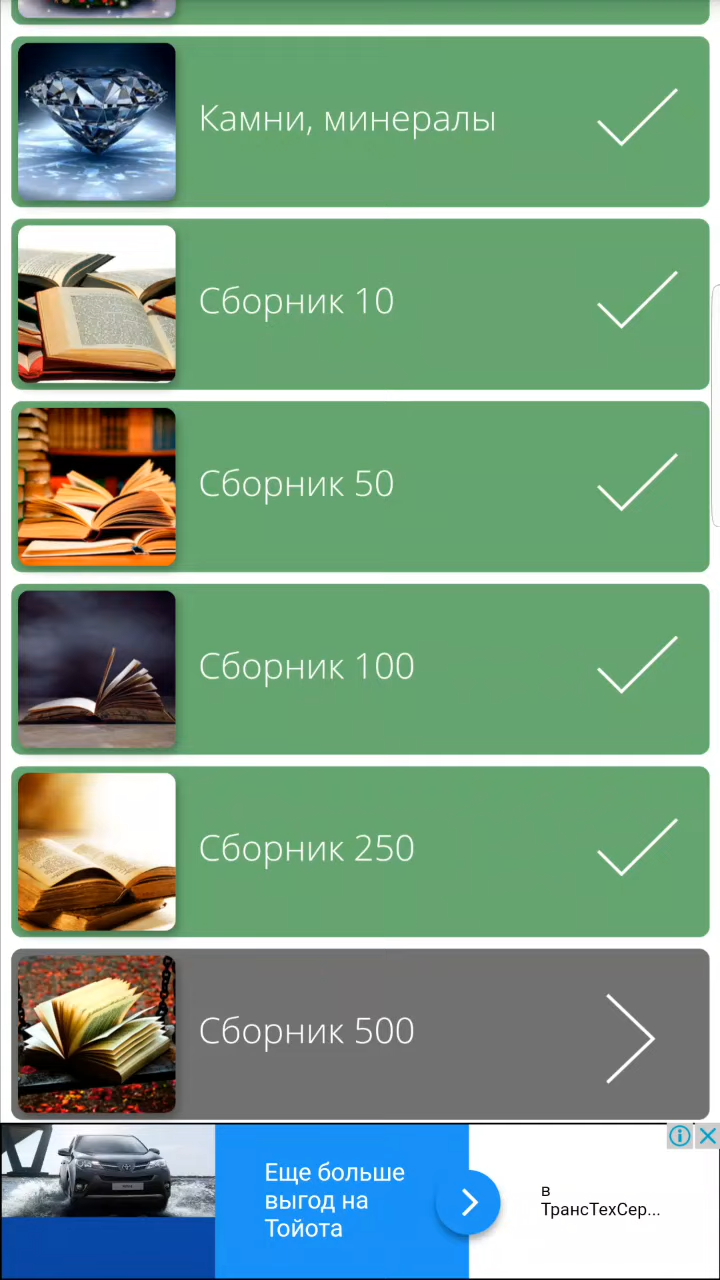 Камни, минералы
Сборник 10
Сборник 50
Сборник 100
Сборник 250
Сборник 500
Еще больше
выгод на
Тойота
в
ТрансТехСер...